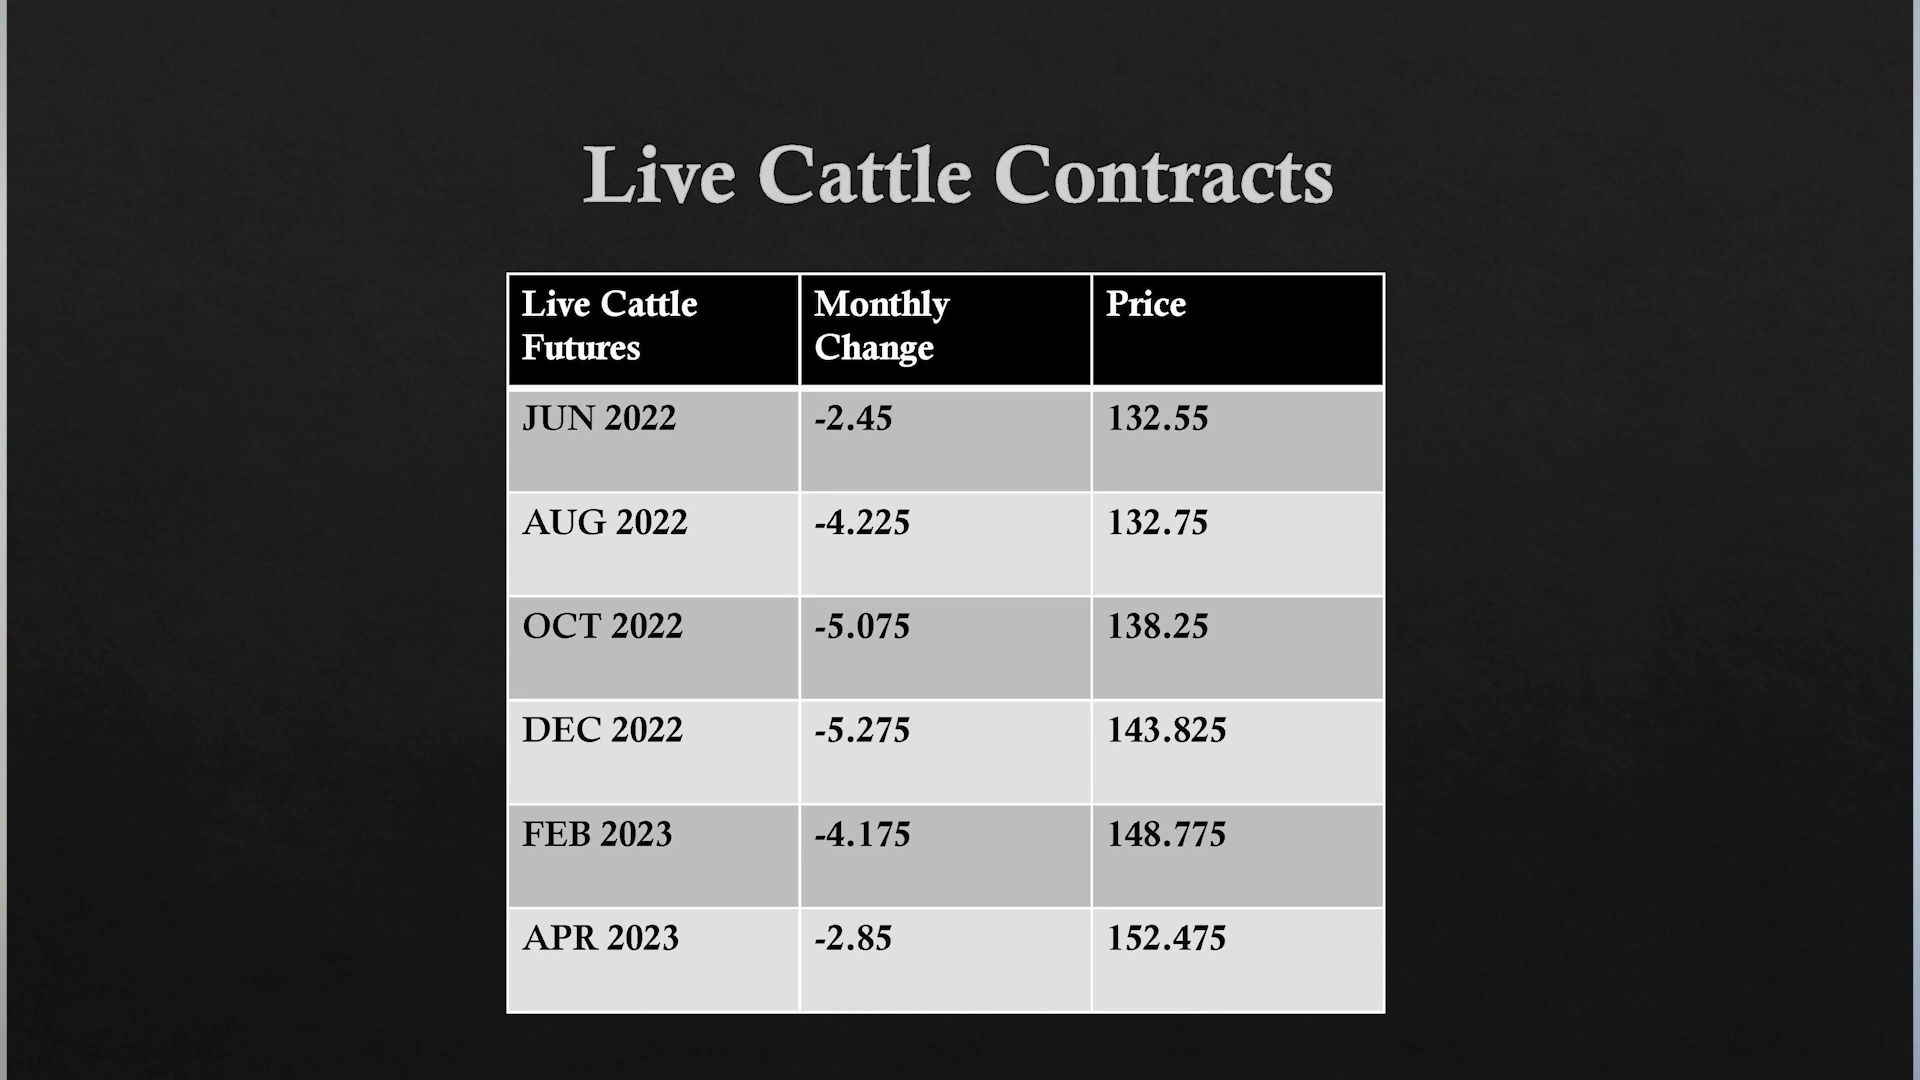 Live Cattle Contracts
Live Cattle Futures	Monthly Change	Price
JUN 2022	-2.45	132.55
AUG 2022	-4.225	132.75
OCT 2022	-5.075	138.25
DEC 2022	-5.275	143.825
FEB 2023	-4.175	148.775
APR 2023	-2.85	152.475